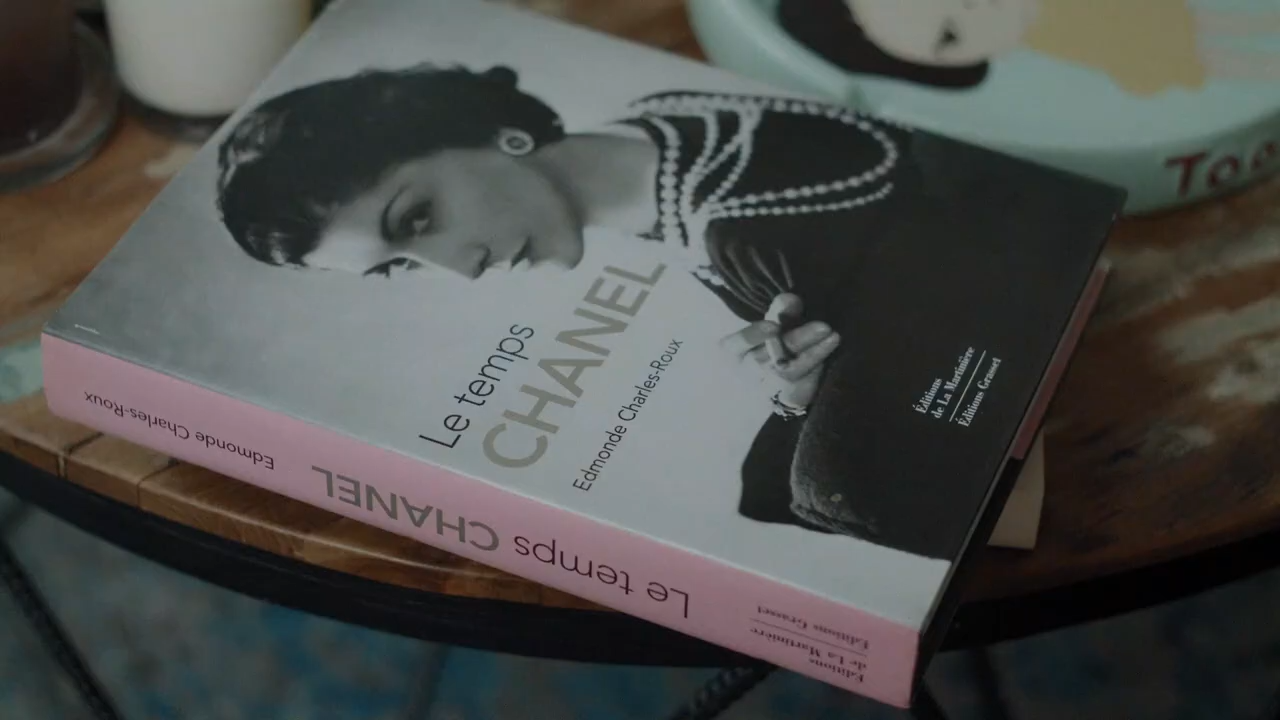 Le temps
CHANEL
Edmonde Charles-Roux
Éditions
de La Martinière
Éditions Grasset
Le temps CHANEL
Edmonde Charles-Roux
Éditions
de La Martinière
Éditions Grasset